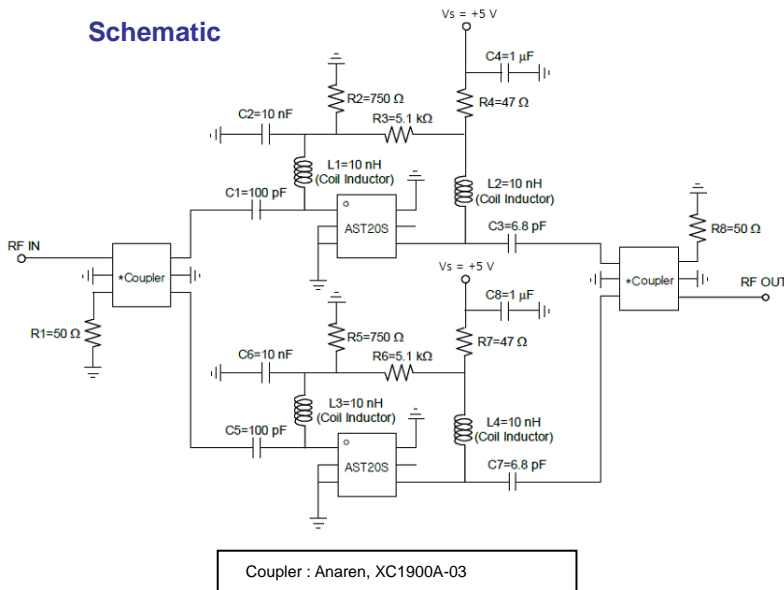 Schematic
Vs = +5 V
C4=1 µF
R2=750 Ω
R4=47 Ω
C2=10 nF
R3=5.1 kΩ
L1=10 nH
(Coil Inductor)
L2=10 nH
(Coil Inductor)
C1=100 pF
AST20S
C3=6.8 pF
R8=50 Ω
RF IN
*Coupler
*Coupler
RF OUT
Vs = +5 V
C8=1 µF
R1=50 Ω
R5=750 Ω
R7=47 Ω
C6=10 nF
R6=5.1 kΩ
L3=10 nH
(Coil Inductor)
L4=10 nH
(Coil Inductor)
C5=100 pF
AST20S
C7=6.8 pF
Coupler : Anaren, XC1900A-03